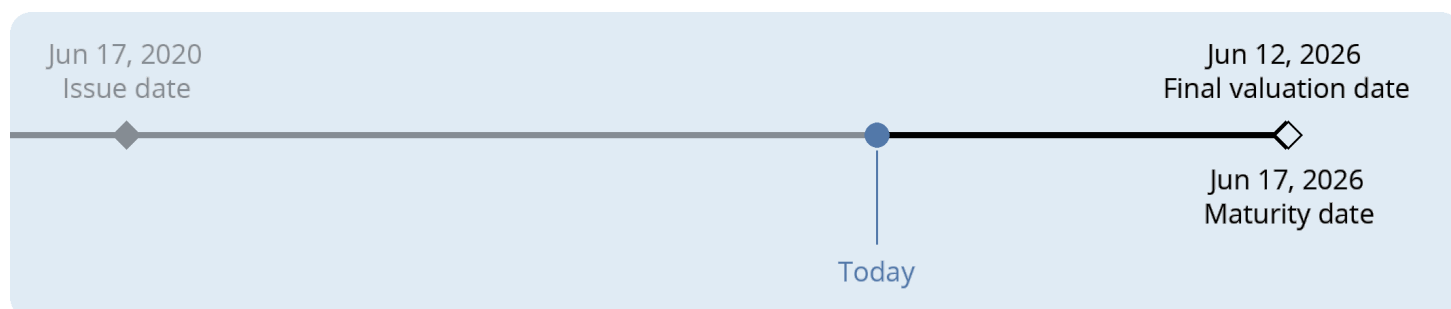 Jun 17, 2020
Issue date
Jun 12, 2026
Final valuation date
Jun 17, 2026
Maturity date
Today